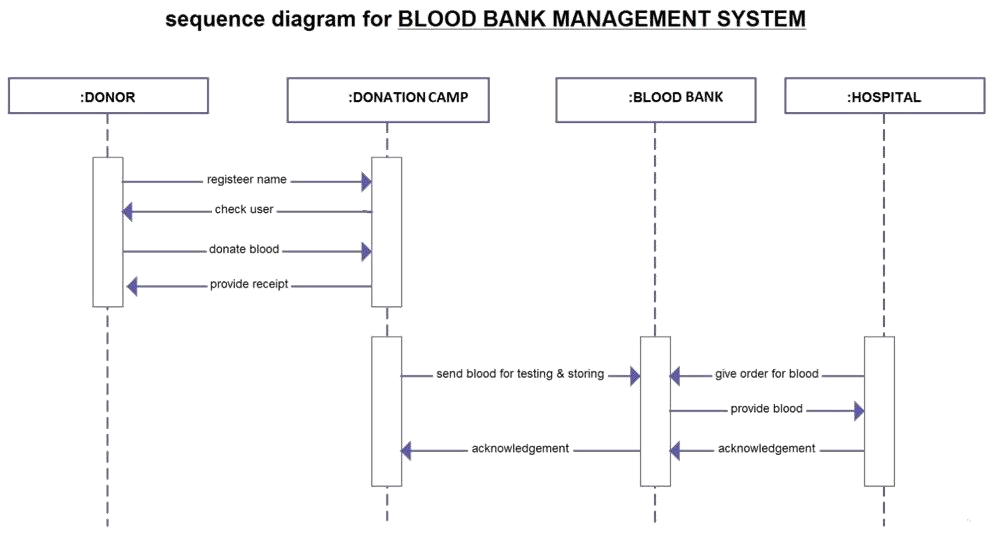 sequence diagram for BLOOD BANK MANAGEMENT SYSTEM
:DONOR
:DONATION CAMP
:BLOOD BANK
:HOSPITAL
registeer name
check user
donate blood
provide receipt
send blood for testing & storing
give order for blood
provide blood
acknowledgement
acknowledgement